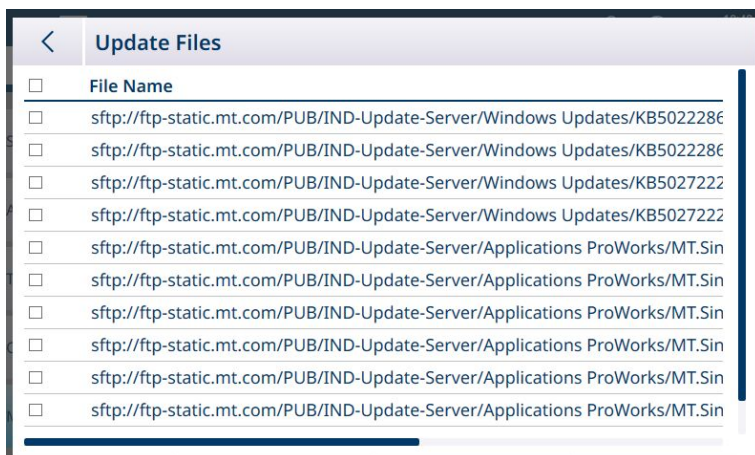 Update Files
File Name
sftp://ftp-static.mt.com/PUB/IND-Update-Server/Windows Updates/KB5022286
sftp://ftp-static.mt.com/PUB/IND-Update-Server/Windows Updates/KB5022286
sftp://ftp-static.mt.com/PUB/IND-Update-Server/Windows Updates/KB5027222
sftp://ftp-static.mt.com/PUB/IND-Update-Server/Windows Updates/KB5027222
sftp://ftp-static.mt.com/PUB/IND-Update-Server/Applications ProWorks/MT.Sin
sftp://ftp-static.mt.com/PUB/IND-Update-Server/Applications ProWorks/MT.Sin
sftp://ftp-static.mt.com/PUB/IND-Update-Server/Applications ProWorks/MT.Sin
sftp://ftp-static.mt.com/PUB/IND-Update-Server/Applications ProWorks/MT.Sin
sftp://ftp-static.mt.com/PUB/IND-Update-Server/Applications ProWorks/MT.Sin
sftp://ftp-static.mt.com/PUB/IND-Update-Server/Applications ProWorks/MT.Sin